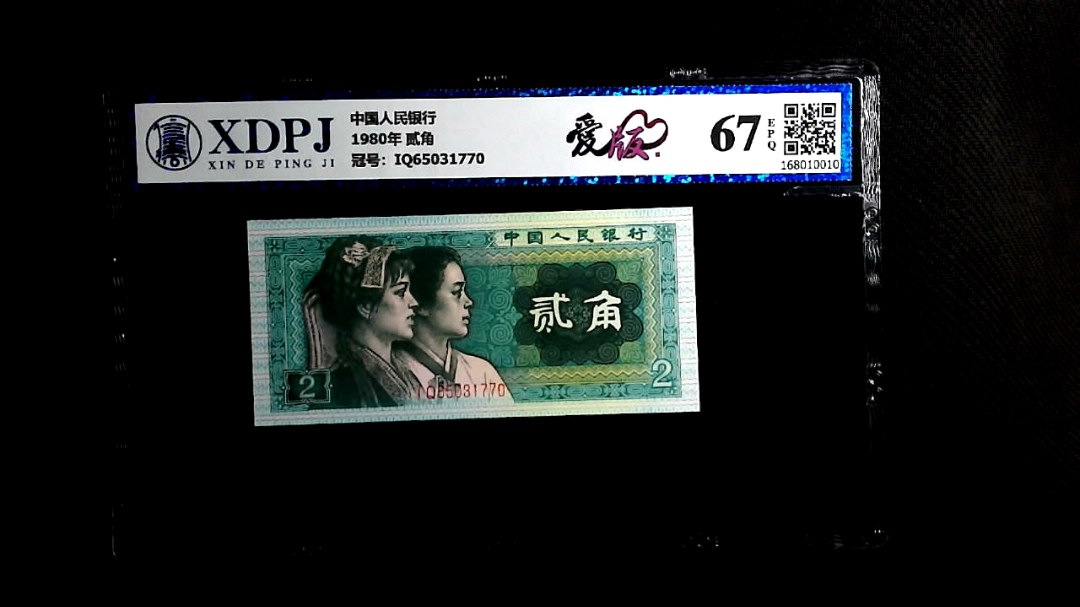 XDPJ
XIN DE PING JI
中国人民银行
1980年 贰角
冠号：IQ65031770
爱版
67
EPQ
168010010
中国人民银行
贰角
2
IQ65031770
2